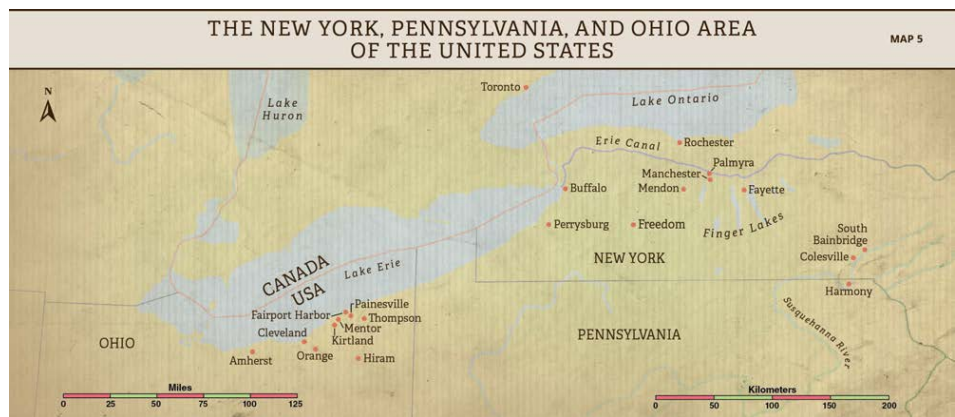 THE NEW YORK, PENNSYLVANIA, AND OHIO AREA
OF THE UNITED STATES
MAP 5
N
Lake
Huron
Toronto
Lake Ontario
Erie Canal
Rochester
Palmyra
Manchester
Mendon
Fayette
Buffalo
Perrysburg
Freedom
Finger Lakes
South
Bainbridge
Colesville
NEW YORK
Harmony
CANADA
USA
Lake Erie
Painesville
Fairport Harbor
Thompson
Mentor
Cleveland
Kirtland
OHIO
Orange
Hiram
Amherst
PENNSYLVANIA
Susquehanna River
Miles
0 25 50 75 100 125
Kilometers
0 50 100 150 200